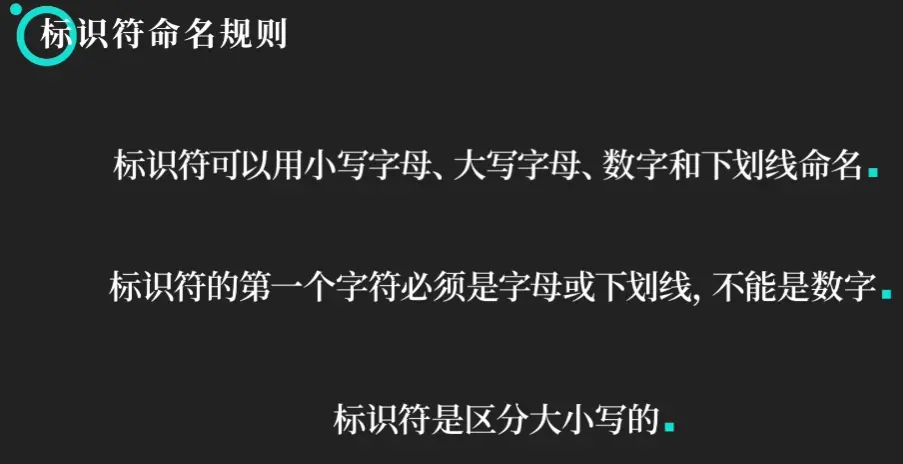 标识符命名规则
标识符可以用小写字母、大写字母、数字和下划线命名
标识符的第一个字符必须是字母或下划线, 不能是数字
标识符是区分大小写的